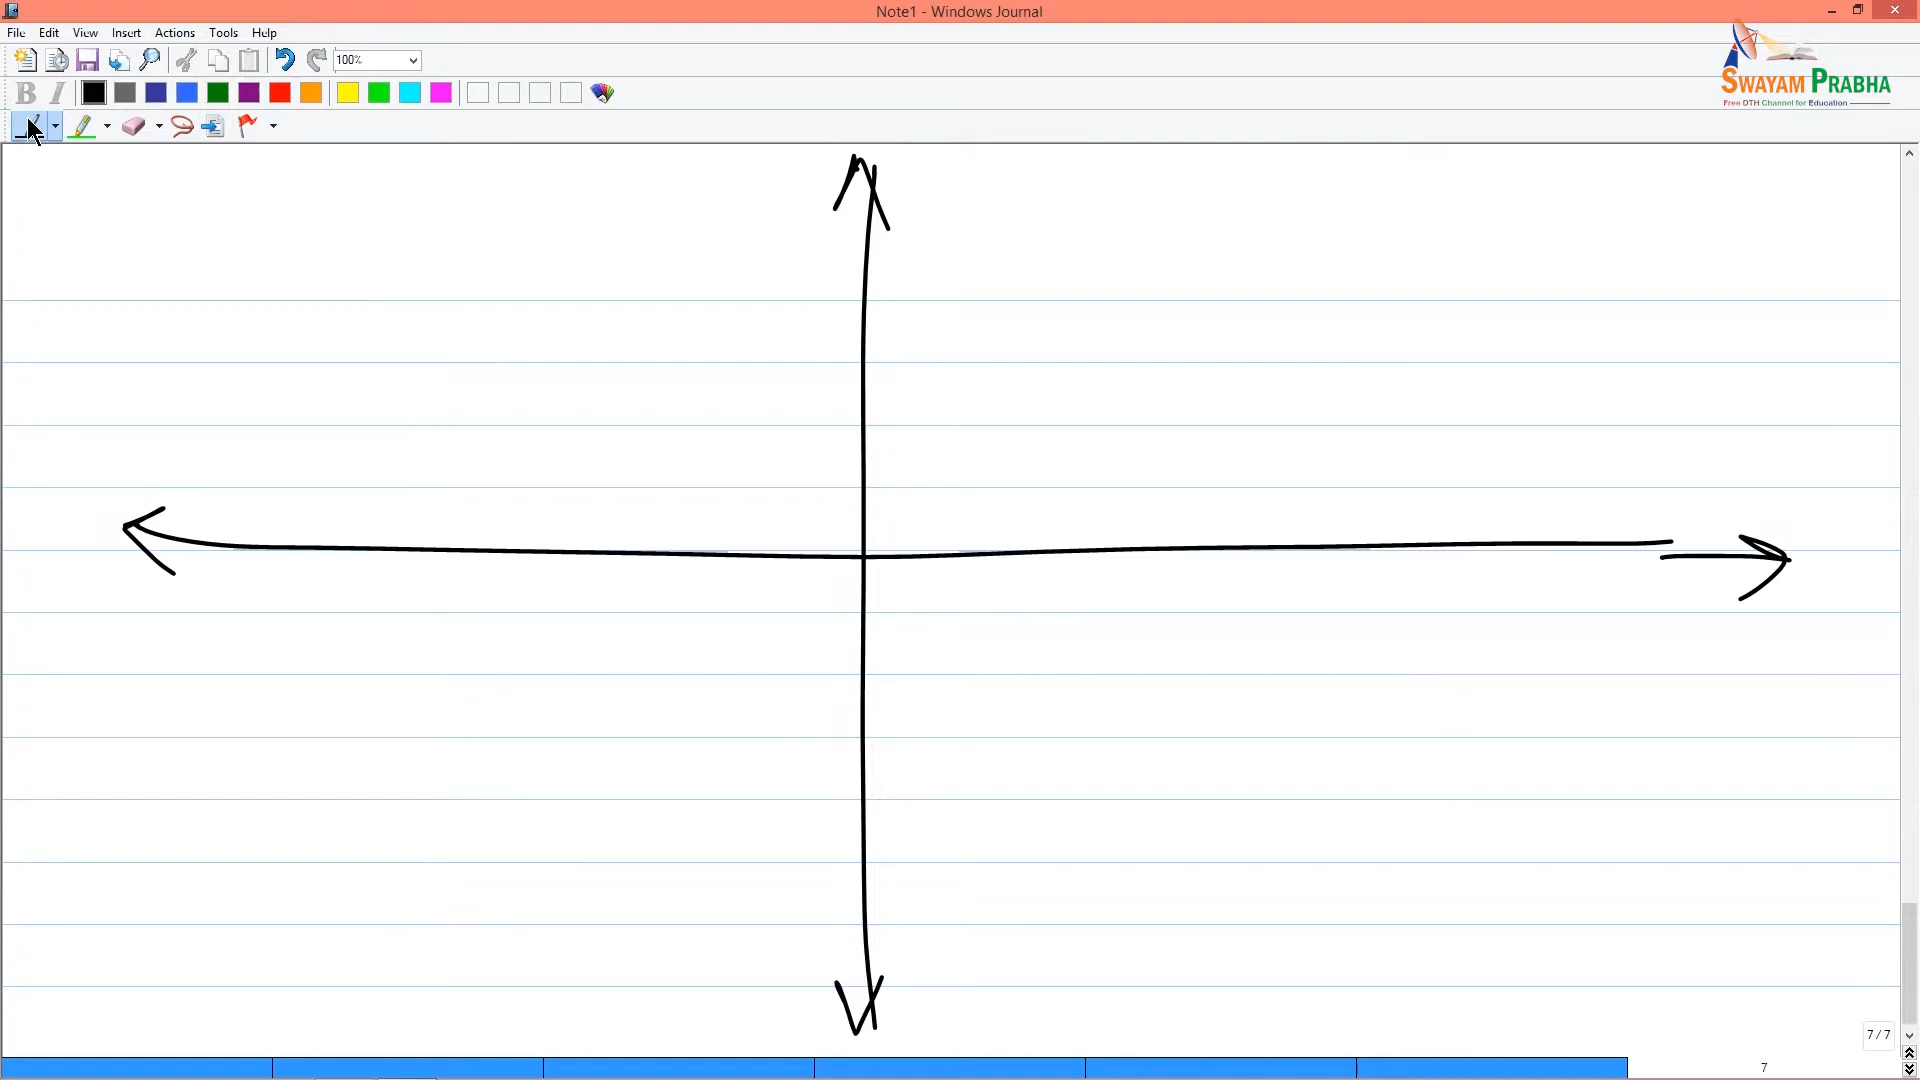 Note1 - Windows Journal
File Edit View Insert Actions Tools Help
100%
B I
SWAYAM PRABHA
Free DTH Channel for Education
7 / 7
7